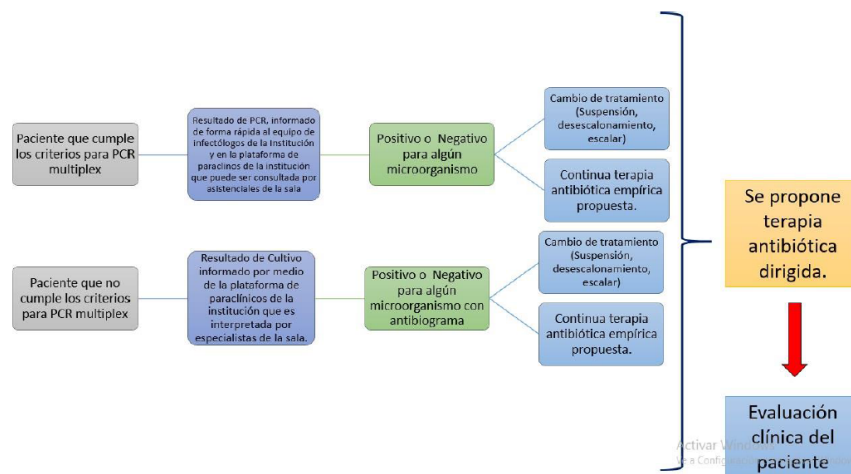 Paciente que cumple
los criterios para PCR
multiplex
Resultado de PCR, informado
de forma rápida al equipo de
infectólogos de la Institución
y en la plataforma de
paraclinos de la institución
que puede ser consultada por
asistenciales de la sala
Positivo o Negativo
para algún
microorganismo
Cambio de tratamiento
(Suspensión,
desescalonamiento,
escalar)
Continua terapia
antibiótica empírica
propuesta.
Paciente que no
cumple los criterios
para PCR multiplex
Resultado de Cultivo
informado por medio
de la plataforma de
paraclínicos de la
institución que es
interpretada por
especialistas de la sala.
Positivo o Negativo
para algún
microorganismo con
antibiograma
Cambio de tratamiento
(Suspensión,
desescalonamiento,
escalar)
Continua terapia
antibiótica empírica
propuesta.
Se propone
terapia
antibiótica
dirigida.
Evaluación
clínica del
paciente
Activar Windows